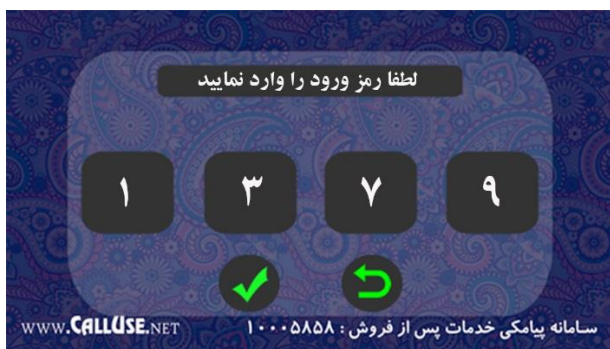 لطفا رمز ورود را وارد نمایید
۱ ۳ ۷ ۹
سامانه پیامکی خدمات پس از فروش : ۱۰۰۰۵۸۵۸
WWW.CALLUSE.NET